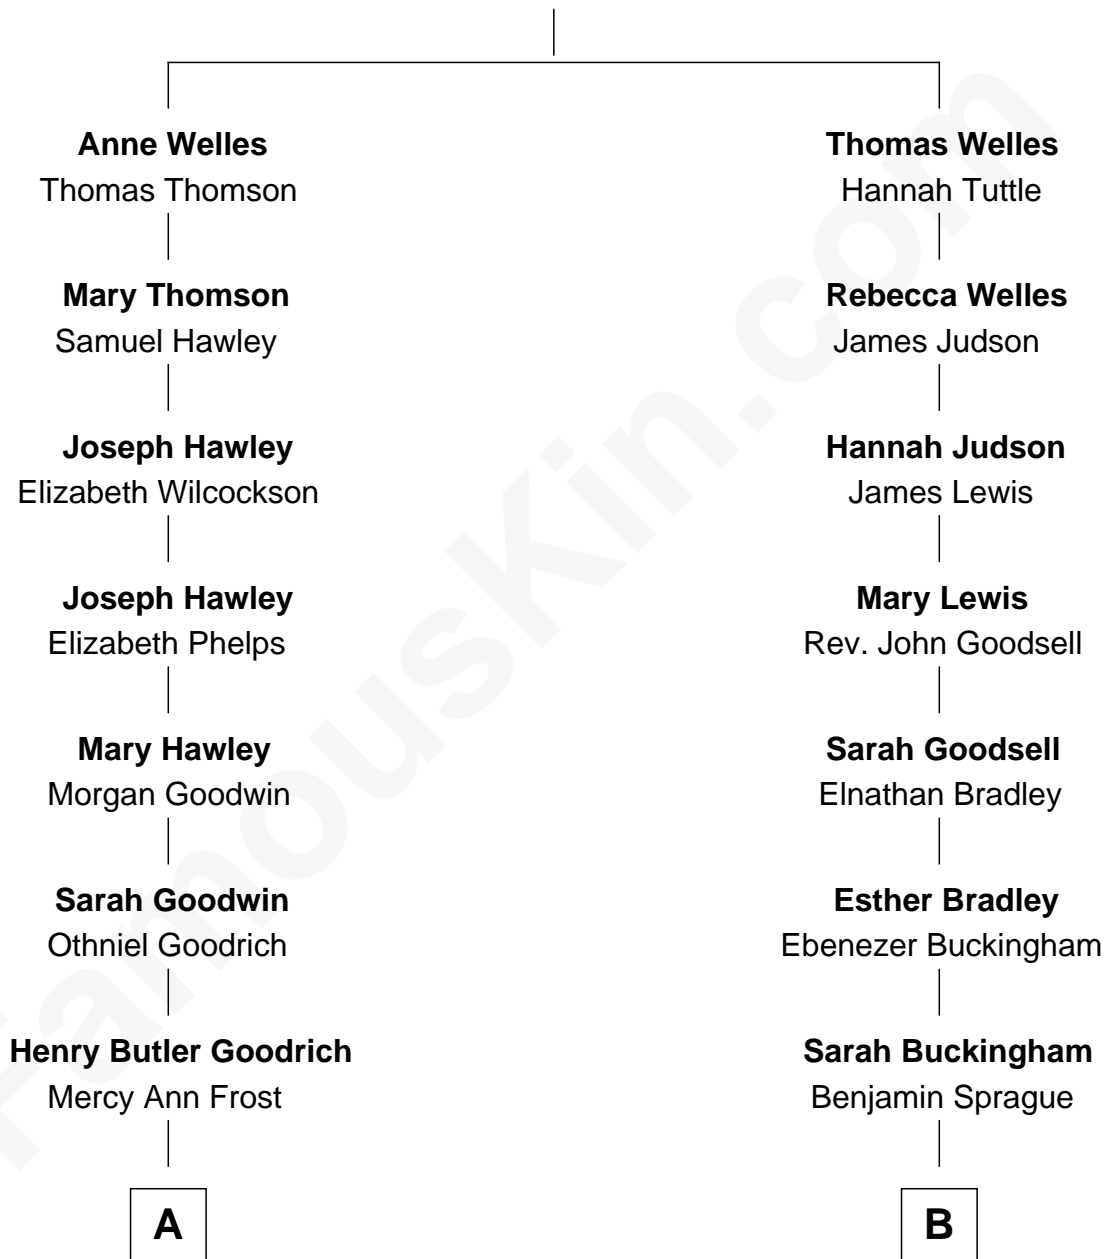 Anne Welles
Thomas Thomson
Mary Thomson
Samuel Hawley
Joseph Hawley
Elizabeth Wilcockson
Joseph Hawley
Elizabeth Phelps
Mary Hawley
Morgan Goodwin
Sarah Goodwin
Othniel Goodrich
Henry Butler Goodrich
Mercy Ann Frost
A
Thomas Welles
Hannah Tuttle
Rebecca Welles
James Judson
Hannah Judson
James Lewis
Mary Lewis
Rev. John Goodsell
Sarah Goodsell
Elnathan Bradley
Esther Bradley
Ebenezer Buckingham
Sarah Buckingham
Benjamin Sprague
B
FamousKin.com